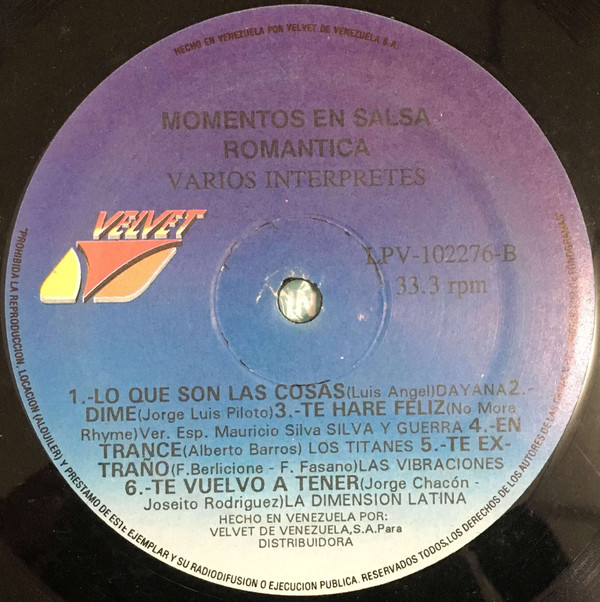 HECHO EN VENEZUELA POR VELVET DE VENEZUELA S.A.
MOMENTOS EN SALSA
ROMANTICA
VARIOS INTERPRETES
VELVET
LPV-102276-B
33.3 rpm
1.-LO QUE SON LAS COSAS(Luis Angel)DAYANA2.-
DIME(Jorge Luis Piloto)3.-TE HARE FELIZ(No More
Rhyme)Ver. Esp. Mauricio Silva SILVA Y GUERRA 4.-EN
TRANCE(Alberto Barros) LOS TITANES 5.-TE EX-
TRAÑO(F.Berlicione - F. Fasano)LAS VIBRACIONES
6.-TE VUELVO A TENER(Jorge Chacón -
Joseito Rodriguez)LA DIMENSION LATINA
HECHO EN VENEZUELA POR:
VELVET DE VENEZUELA,S.A.Para
DISTRIBUIDORA
"PROHIBIDA LA REPRODUCCION, LOCACION (ALQUILER) Y PRESTAMO DE ESTE EJEMPLAR Y SU RADIODIFUSION O EJECUCION PUBLICA. RESERVADOS TODOS LOS DERECHOS DE LOS AUTORES DE LAS